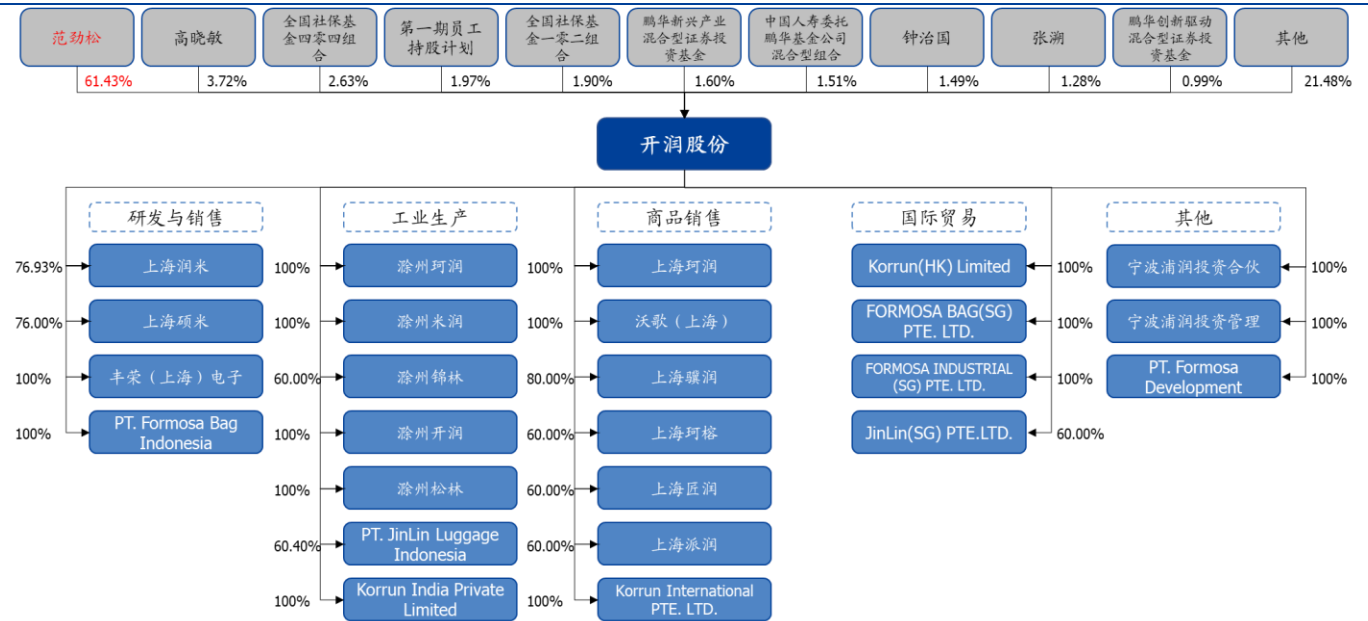 范劲松
高晓敏
全国社保基
金四零四组
合
第一期员工
持股计划
全国社保基
金一零二组
合
鹏华新兴产业
混合型证券投
资基金
中国人寿委托
鹏华基金公司
混合型组合
钟治国
张溯
鹏华创新驱动
混合型证券投
资基金
其他
61.43%
3.72%
2.63%
1.97%
1.90%
1.60%
1.51%
1.49%
1.28%
0.99%
21.48%
开润股份
研发与销售
76.93%
上海润米
76.00%
上海硕米
100%
丰荣（上海）电子
100%
PT. Formosa Bag
Indonesia
工业生产
100%
滁州珂润
100%
滁州米润
60.00%
滁州锦林
100%
滁州开润
100%
滁州松林
60.40%
PT. JinLin Luggage
Indonesia
100%
Korrun India Private
Limited
商品销售
100%
上海珂润
100%
沃歌（上海）
80.00%
上海骥润
60.00%
上海珂榕
60.00%
上海匠润
60.00%
上海派润
100%
Korrun International
PTE. LTD.
国际贸易
Korrun(HK) Limited
100%
FORMOSA BAG(SG)
PTE. LTD.
100%
FORMOSA INDUSTRIAL
(SG) PTE. LTD.
100%
JinLin(SG) PTE.LTD.
60.00%
其他
宁波浦润投资合伙
100%
宁波浦润投资管理
100%
PT. Formosa
Development
100%